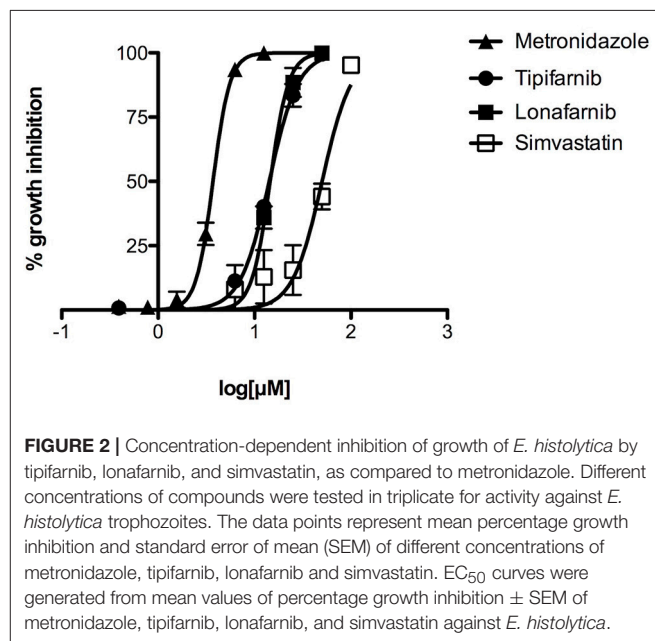 100
75
50
25
% growth inhibition
-1
0
1
2
3
log[µM]
Metronidazole
Tipifarnib
Lonafarnib
Simvastatin
FIGURE 2 | Concentration-dependent inhibition of growth of E. histolytica by
tipifarnib, lonafarnib, and simvastatin, as compared to metronidazole. Different
concentrations of compounds were tested in triplicate for activity against E.
histolytica trophozoites. The data points represent mean percentage growth
inhibition and standard error of mean (SEM) of different concentrations of
metronidazole, tipifarnib, lonafarnib and simvastatin. EC50 curves were
generated from mean values of percentage growth inhibition ± SEM of
metronidazole, tipifarnib, lonafarnib, and simvastatin against E. histolytica.